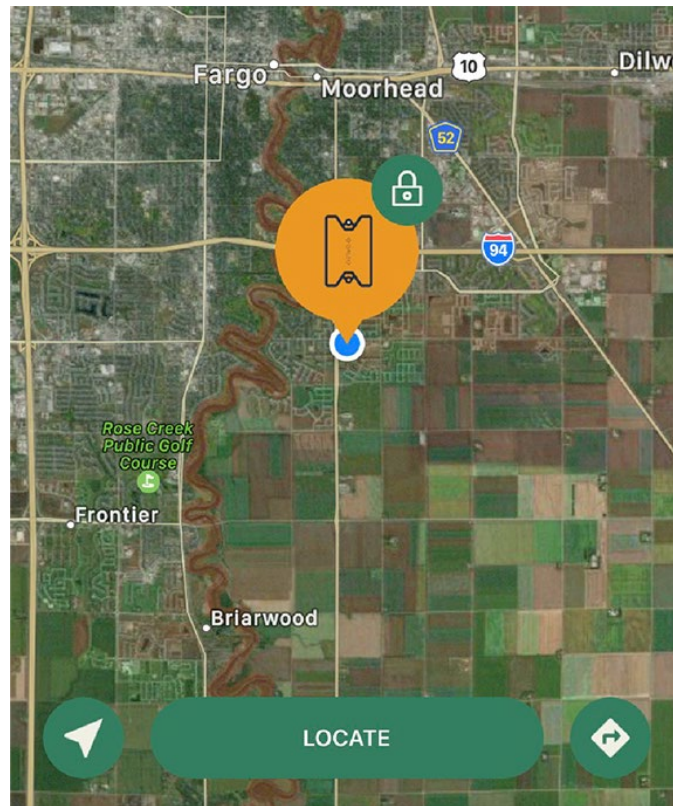 Fargo
Moorhead
10
Dilw
52
94
Rose Creek
Public Golf
Course
Frontier
Briarwood
LOCATE